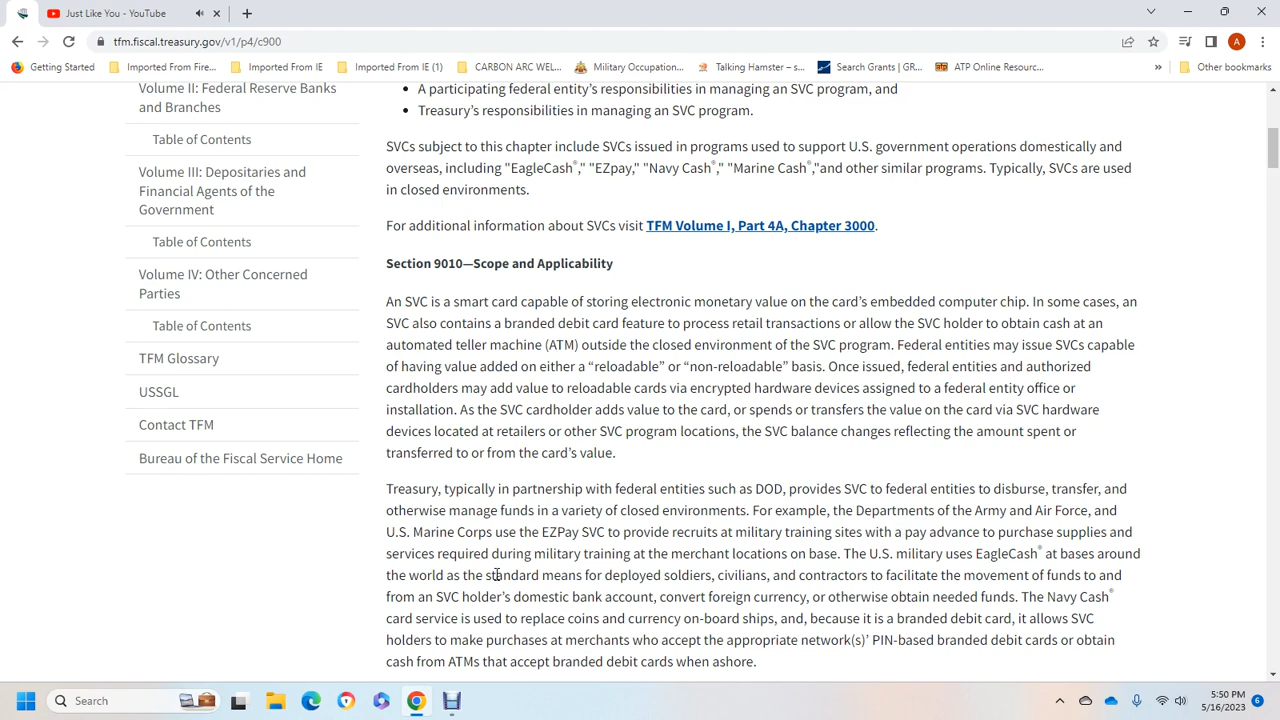 Just Like You - YouTube
tfm.fiscal.treasury.gov/v1/p4/c900
A
Getting Started
Imported From Fire...
Imported From IE
Imported From IE (1)
CARBON ARC WEL...
Military Occupation...
Talking Hamster – s...
Search Grants | GR...
ATP Online Resourc...
»
Other bookmarks
Volume II: Federal Reserve Banks
and Branches
Table of Contents
Volume III: Depositaries and
Financial Agents of the
Government
Table of Contents
Volume IV: Other Concerned
Parties
Table of Contents
TFM Glossary
USSGL
Contact TFM
Bureau of the Fiscal Service Home
• A participating federal entity’s responsibilities in managing an SVC program, and
• Treasury’s responsibilities in managing an SVC program.
SVCs subject to this chapter include SVCs issued in programs used to support U.S. government operations domestically and
overseas, including "EagleCash®," "EZpay," "Navy Cash®," "Marine Cash®,"and other similar programs. Typically, SVCs are used
in closed environments.
For additional information about SVCs visit TFM Volume I, Part 4A, Chapter 3000.
Section 9010—Scope and Applicability
An SVC is a smart card capable of storing electronic monetary value on the card’s embedded computer chip. In some cases, an
SVC also contains a branded debit card feature to process retail transactions or allow the SVC holder to obtain cash at an
automated teller machine (ATM) outside the closed environment of the SVC program. Federal entities may issue SVCs capable
of having value added on either a “reloadable” or “non-reloadable” basis. Once issued, federal entities and authorized
cardholders may add value to reloadable cards via encrypted hardware devices assigned to a federal entity office or
installation. As the SVC cardholder adds value to the card, or spends or transfers the value on the card via SVC hardware
devices located at retailers or other SVC program locations, the SVC balance changes reflecting the amount spent or
transferred to or from the card’s value.
Treasury, typically in partnership with federal entities such as DOD, provides SVC to federal entities to disburse, transfer, and
otherwise manage funds in a variety of closed environments. For example, the Departments of the Army and Air Force, and
U.S. Marine Corps use the EZPay SVC to provide recruits at military training sites with a pay advance to purchase supplies and
services required during military training at the merchant locations on base. The U.S. military uses EagleCash® at bases around
the world as the standard means for deployed soldiers, civilians, and contractors to facilitate the movement of funds to and
from an SVC holder’s domestic bank account, convert foreign currency, or otherwise obtain needed funds. The Navy Cash®
card service is used to replace coins and currency on-board ships, and, because it is a branded debit card, it allows SVC
holders to make purchases at merchants who accept the appropriate network(s)’ PIN-based branded debit cards or obtain
cash from ATMs that accept branded debit cards when ashore.
Search
5:50 PM
5/16/2023
6